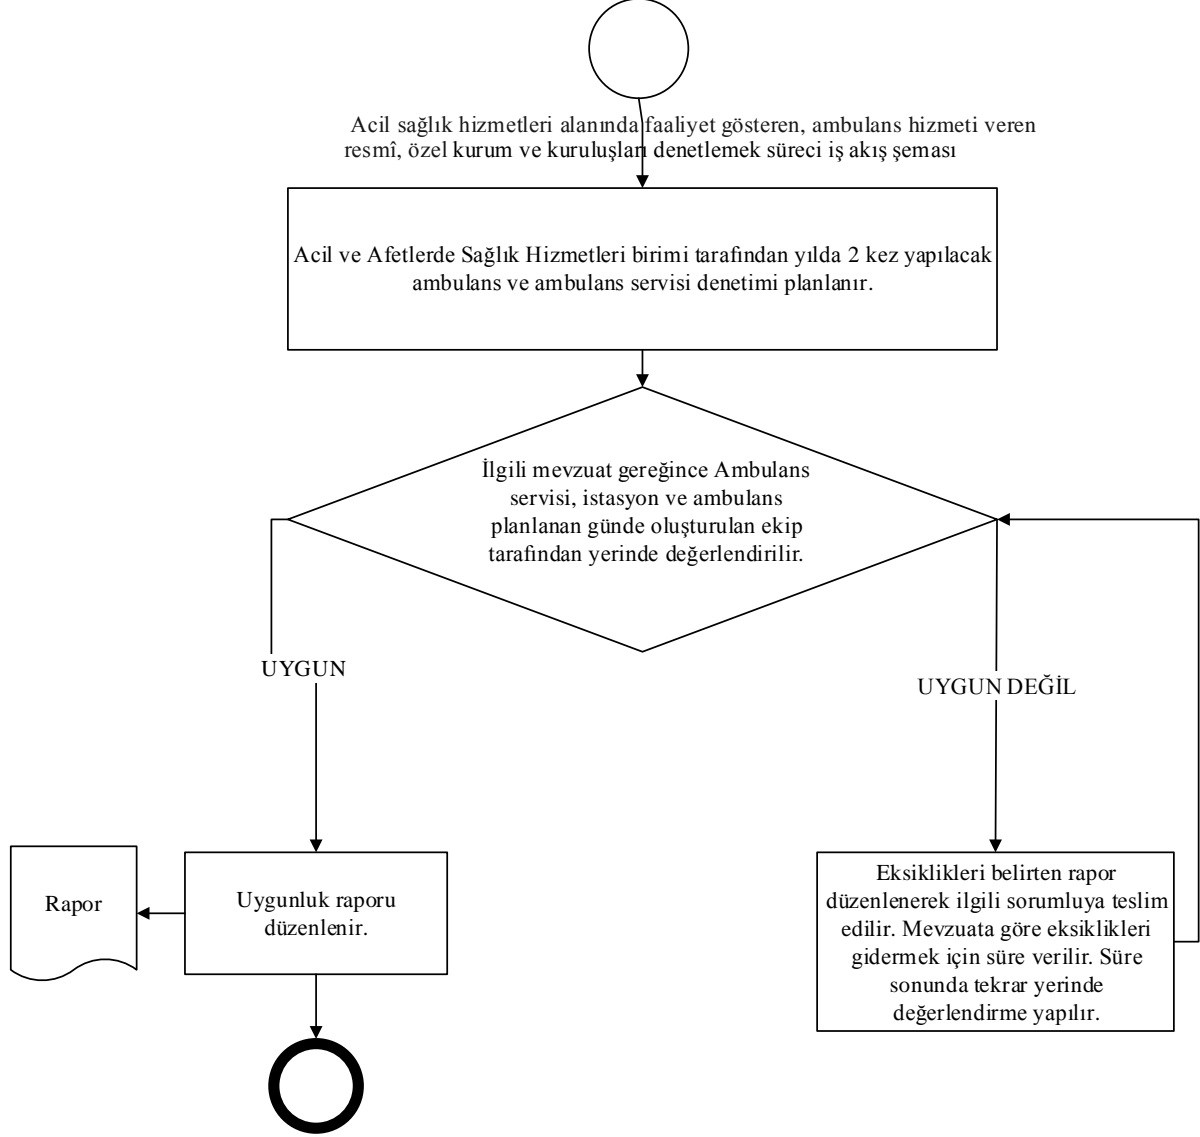 Acil sağlık hizmetleri alanında faaliyet gösteren, ambulans hizmeti veren
resmî, özel kurum ve kuruluşları denetlemek süreci iş akış şeması
Acil ve Afetlerde Sağlık Hizmetleri birimi tarafından yılda 2 kez yapılacak
ambulans ve ambulans servisi denetimi planlanır.
İlgili mevzuat gereğince Ambulans
servisi, istasyon ve ambulans
planlanan günde oluşturulan ekip
tarafından yerinde değerlendirilir.
UYGUN
UYGUN DEĞİL
Rapor
Uygunluk raporu
düzenlenir.
Eksiklikleri belirten rapor
düzenlenerek ilgili sorumluya teslim
edilir. Mevzuata göre eksiklikleri
gidermek için süre verilir. Süre
sonunda tekrar yerinde
değerlendirme yapılır.